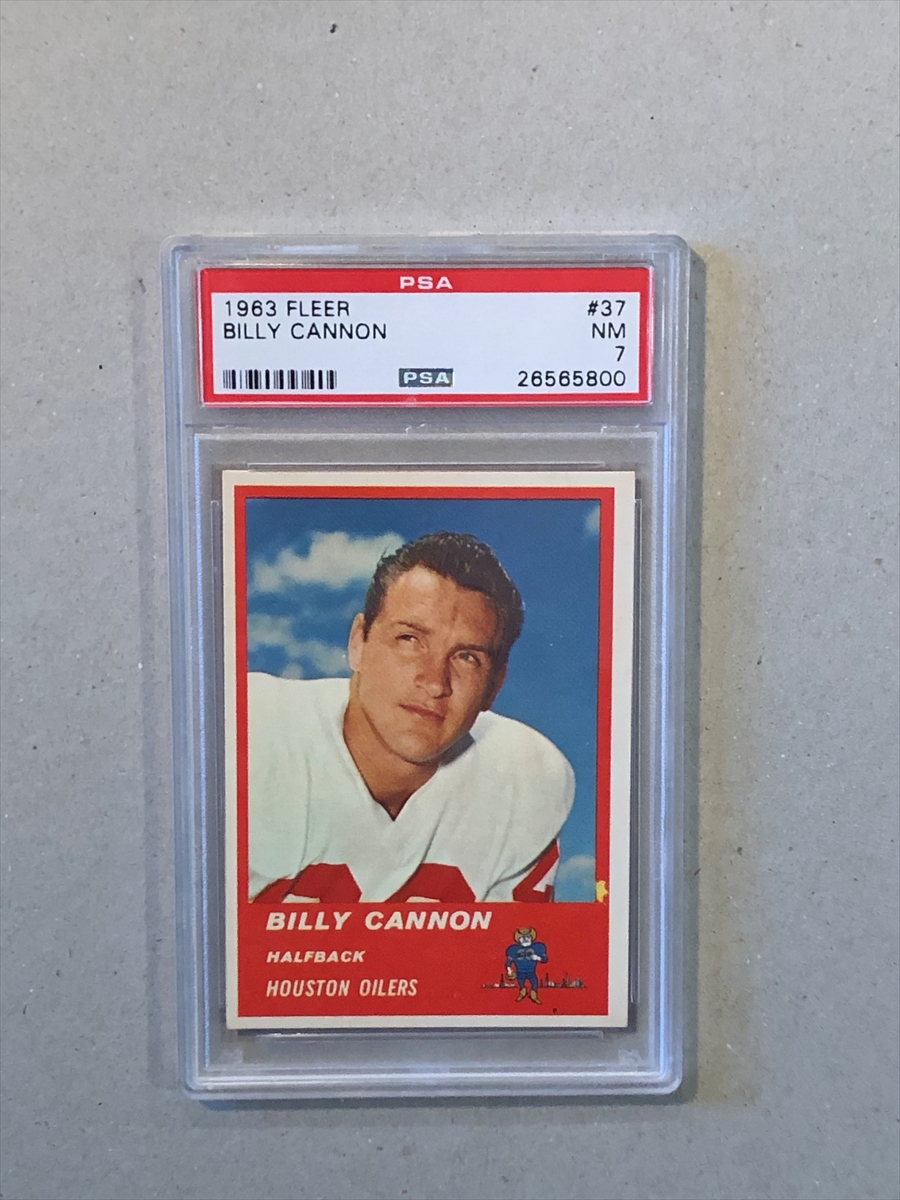 PSA
1963 FLEER #37
BILLY CANNON NM
7
PSA 26565800
BILLY CANNON
HALFBACK
HOUSTON OILERS